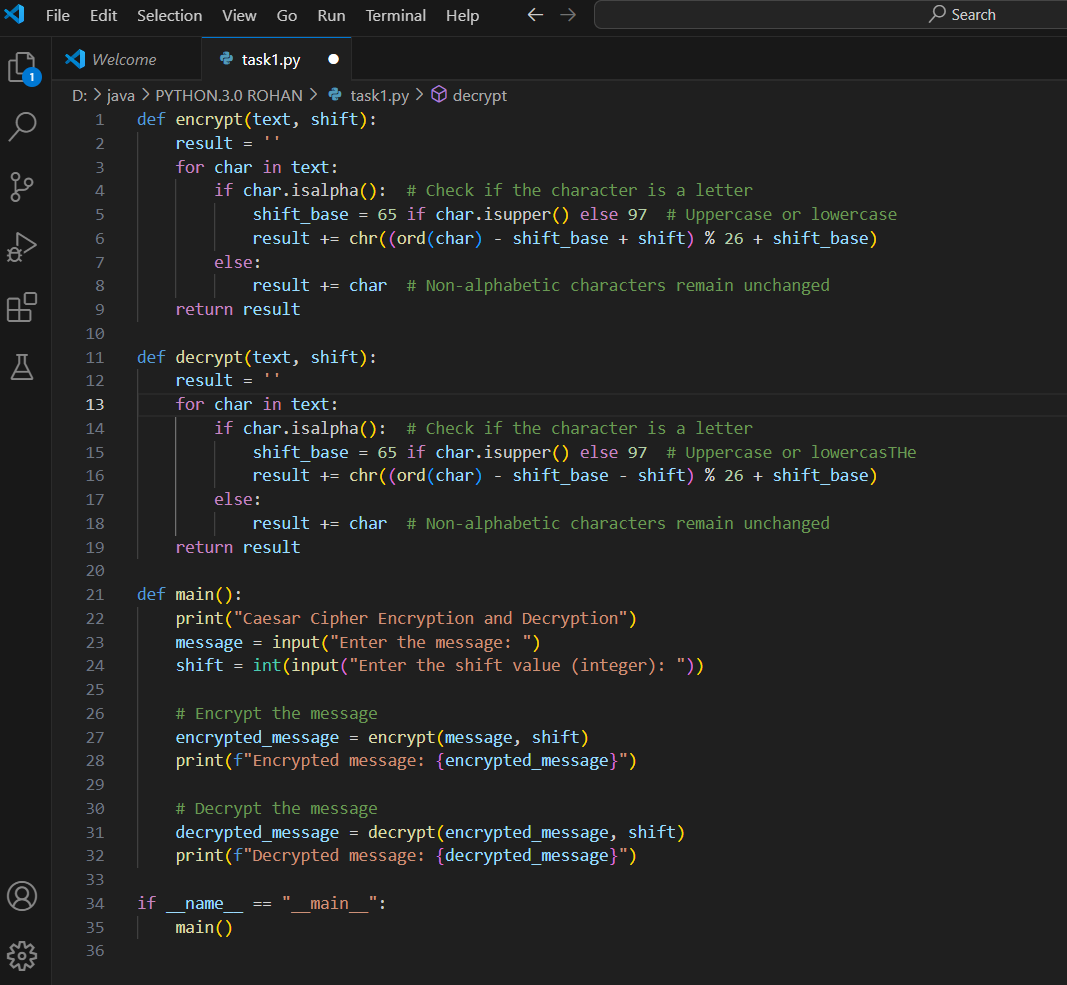 File Edit Selection View Go Run Terminal Help Search
1
Welcome task1.py
D: > java > PYTHON.3.0 ROHAN > task1.py > decrypt
1 def encrypt(text, shift):
2     result = ''
3     for char in text:
4         if char.isalpha():  # Check if the character is a letter
5             shift_base = 65 if char.isupper() else 97  # Uppercase or lowercase
6             result += chr((ord(char) - shift_base + shift) % 26 + shift_base)
7         else:
8             result += char  # Non-alphabetic characters remain unchanged
9     return result
10
11 def decrypt(text, shift):
12     result = ''
13     for char in text:
14         if char.isalpha():  # Check if the character is a letter
15             shift_base = 65 if char.isupper() else 97  # Uppercase or lowercasTHe
16             result += chr((ord(char) - shift_base - shift) % 26 + shift_base)
17         else:
18             result += char  # Non-alphabetic characters remain unchanged
19     return result
20
21 def main():
22     print("Caesar Cipher Encryption and Decryption")
23     message = input("Enter the message: ")
24     shift = int(input("Enter the shift value (integer): "))
25
26     # Encrypt the message
27     encrypted_message = encrypt(message, shift)
28     print(f"Encrypted message: {encrypted_message}")
29
30     # Decrypt the message
31     decrypted_message = decrypt(encrypted_message, shift)
32     print(f"Decrypted message: {decrypted_message}")
33
34 if __name__ == "__main__":
35     main()
36